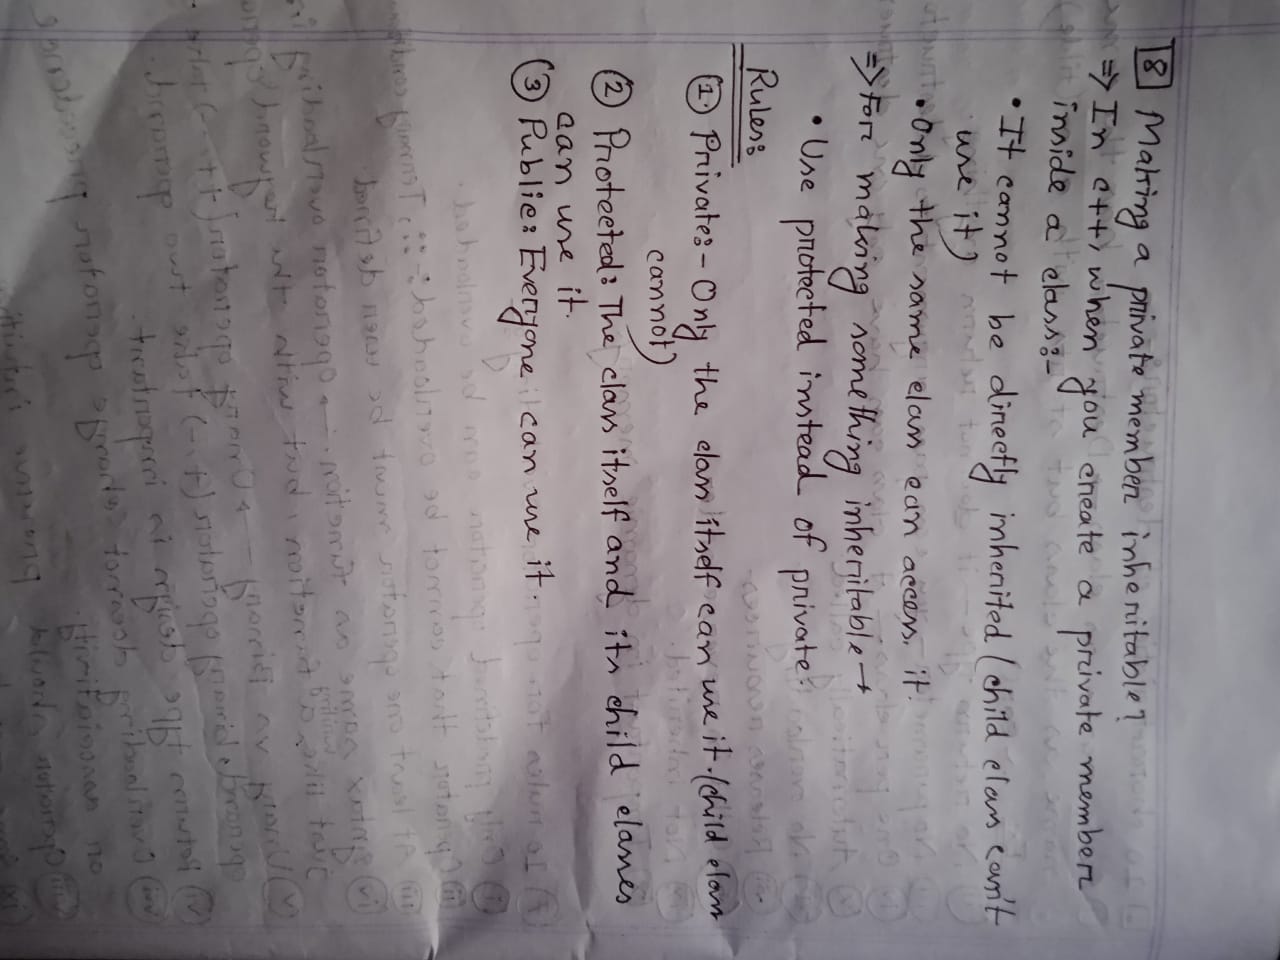 8 Making a private member inheritable?
⇒ In c++, when you create a private member
inside a class:-
• It cannot be directly inherited (child class can't
use it)
• Only the same class can access it
⇒ For making something inheritable →
• Use protected instead of private:
Rules:
① Private:- Only the class itself can use it. (child class
cannot)
② Protected: The class itself and its child classes
can use it.
③ Public: Everyone can use it.